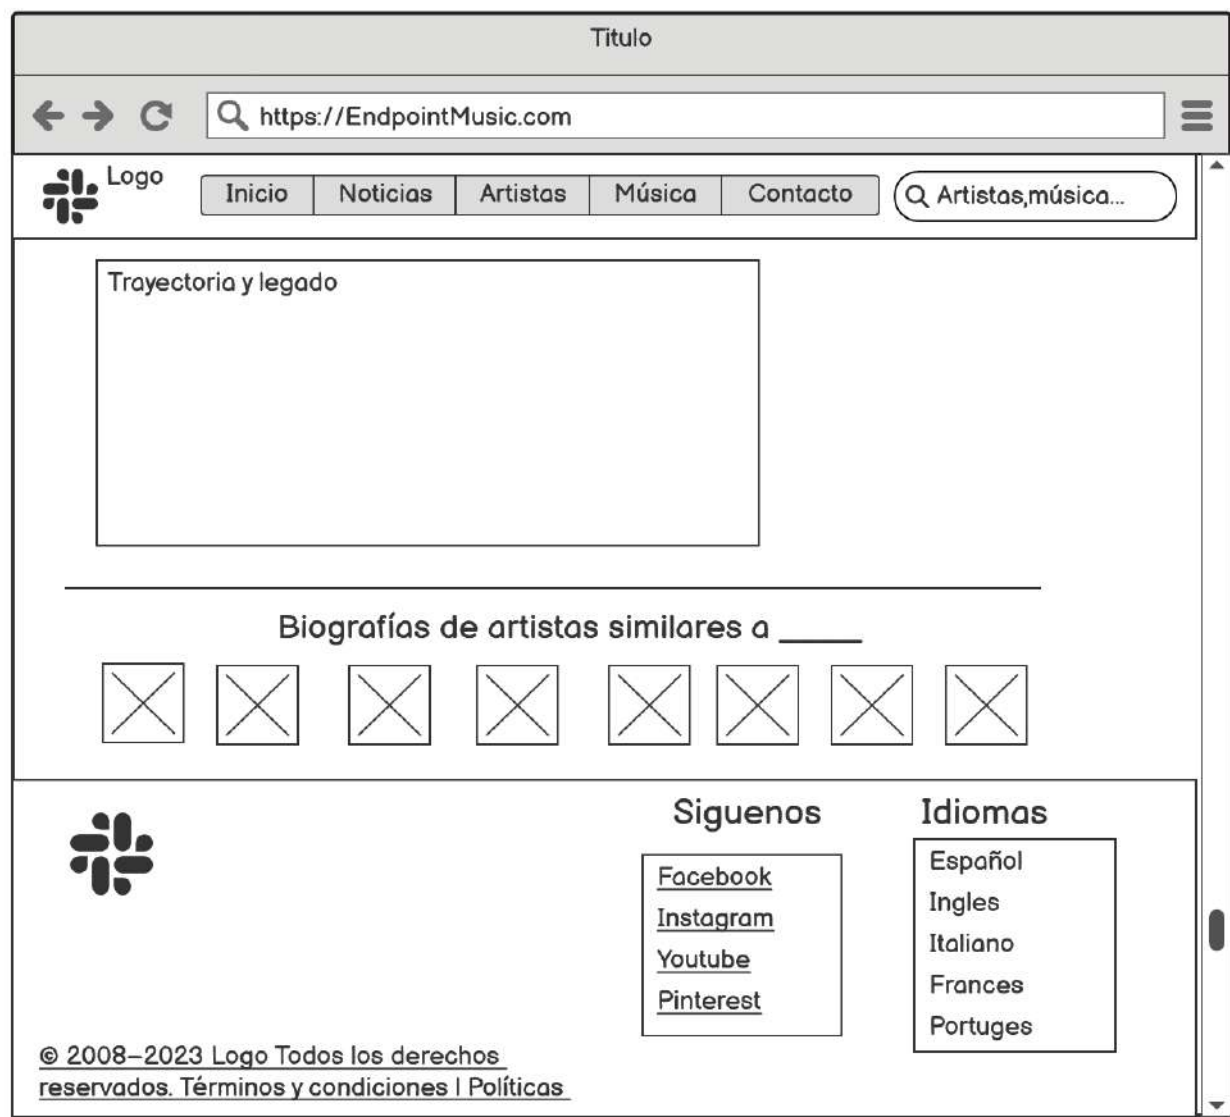 Titulo
https://EndpointMusic.com
Logo
Inicio Noticias Artistas Música Contacto
Artistas,música...
Trayectoria y legado
Biografías de artistas similares a _____
Siguenos
Facebook
Instagram
Youtube
Pinterest
Idiomas
Español
Ingles
Italiano
Frances
Portuges
© 2008–2023 Logo Todos los derechos
reservados. Términos y condiciones | Políticas